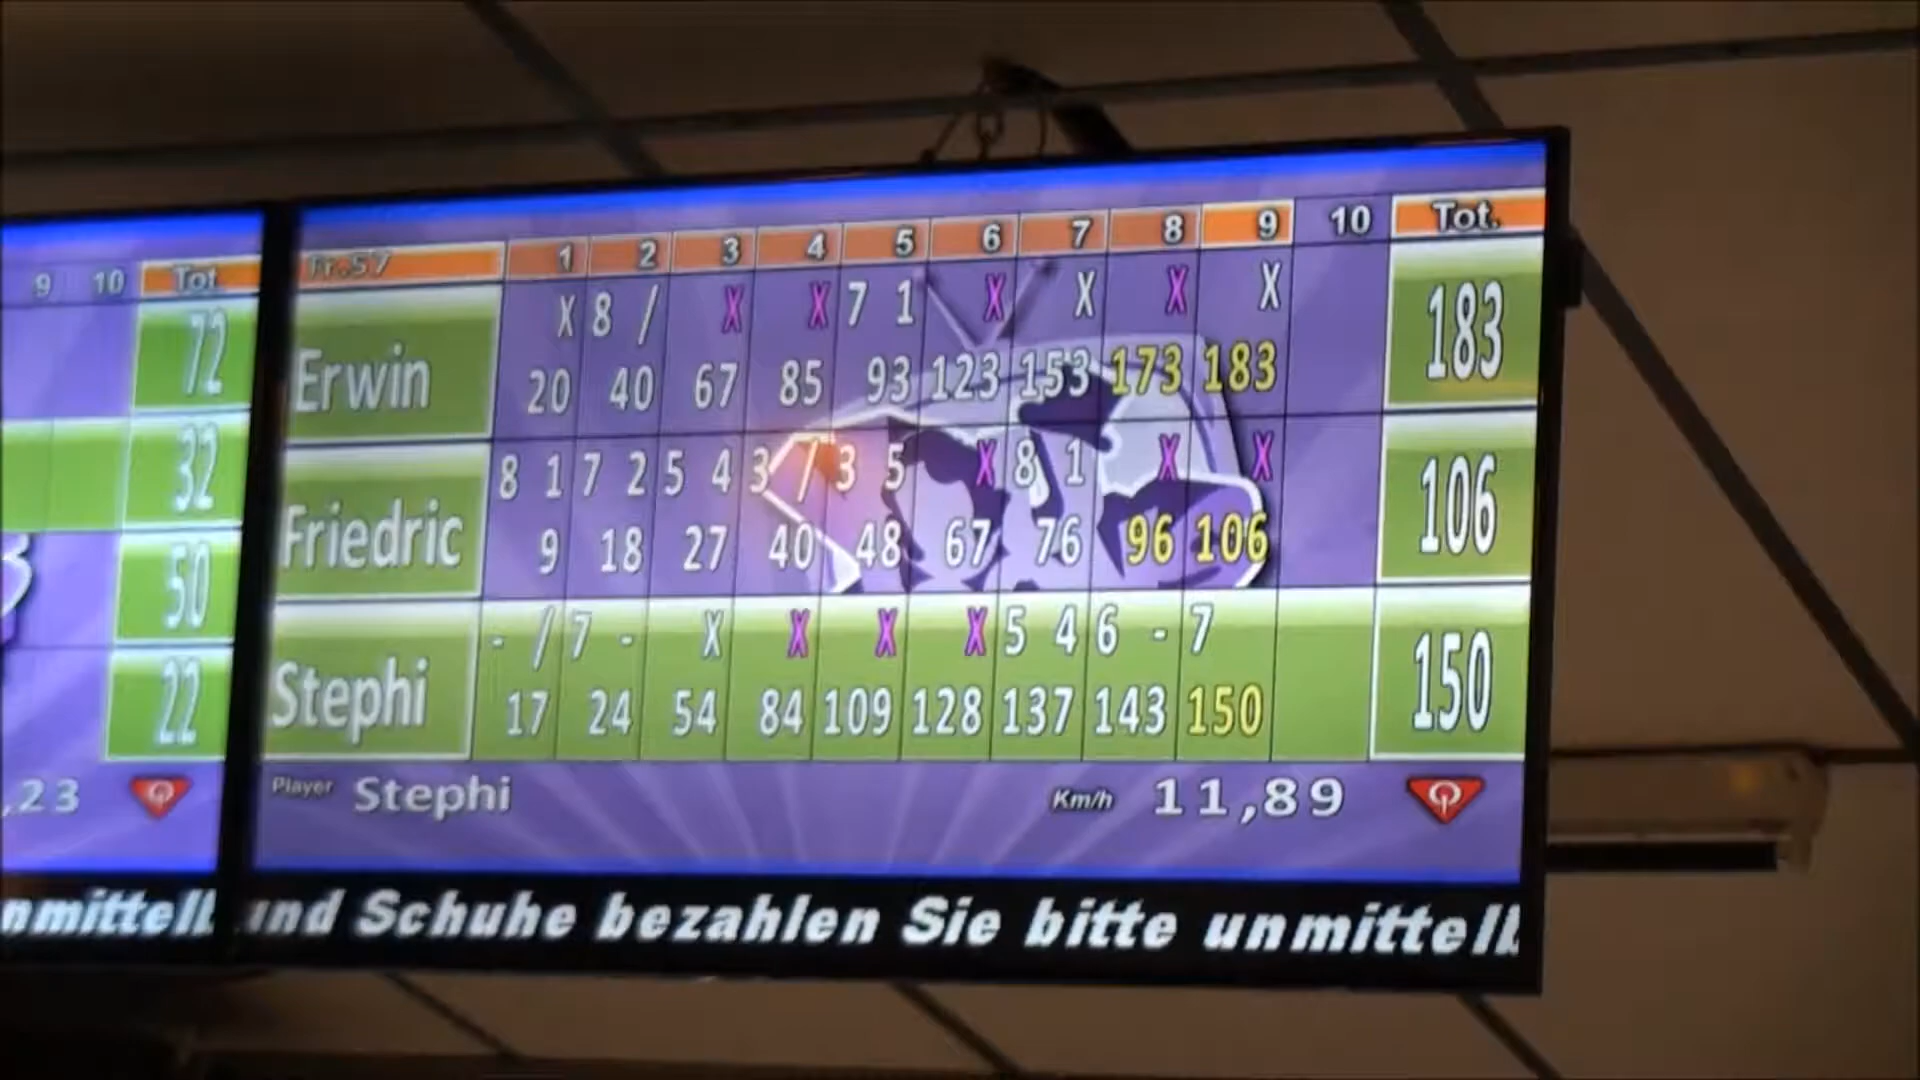 9 10 Tot
72
32
50
22
,23
Tr.57 1 2 3 4 5 6 7 8 9 10 Tot.
X 8 / X X 7 1 X X X X
Erwin 20 40 67 85 93 123 153 173 183 183
8 1 7 2 5 4 3 / 3 5 X 8 1 X X
Friedric 9 18 27 40 48 67 76 96 106 106
- / 7 - X X X X 5 4 6 - 7
Stephi 17 24 54 84 109 128 137 143 150 150
Player Stephi Km/h 11,89
nmittelb
und Schuhe bezahlen Sie bitte unmittelb